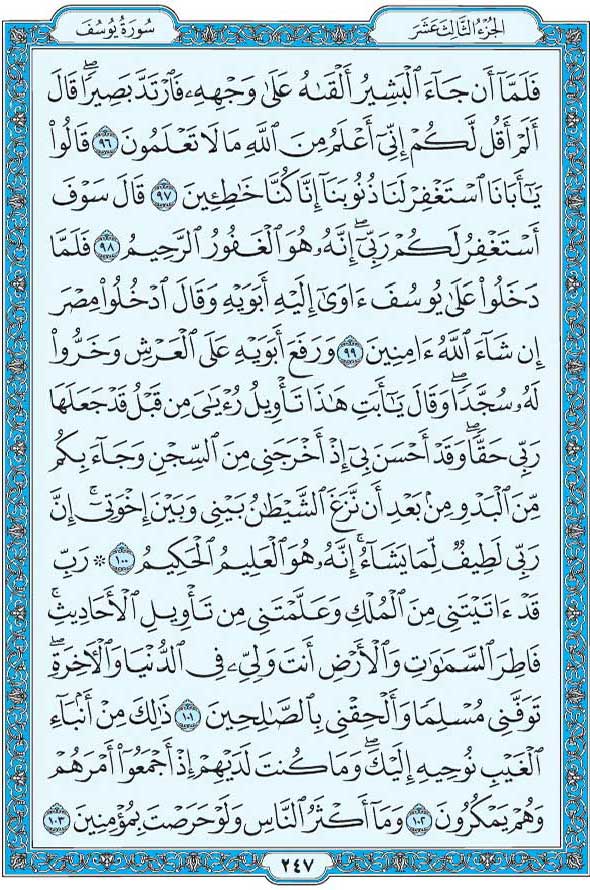 الجزء الثالث عشر
سورة يوسف
فَلَمَّآ أَن جَآءَ ٱلْبَشِيرُ أَلْقَىٰهُ عَلَىٰ وَجْهِهِۦ فَٱرْتَدَّ بَصِيرًا ۖ قَالَ
أَلَمْ أَقُل لَّكُمْ إِنِّىٓ أَعْلَمُ مِنَ ٱللَّهِ مَا لَا تَعْلَمُونَ ٩٦ قَالُوا۟
يَـٰٓأَبَانَا ٱسْتَغْفِرْ لَنَا ذُنُوبَنَآ إِنَّا كُنَّا خَـٰطِـِٔينَ ٩٧ قَالَ سَوْفَ
أَسْتَغْفِرُ لَكُمْ رَبِّىٓ ۖ إِنَّهُۥ هُوَ ٱلْغَفُورُ ٱلرَّحِيمُ ٩٨ فَلَمَّا
دَخَلُوا۟ عَلَىٰ يُوسُفَ ءَاوَىٰٓ إِلَيْهِ أَبَوَيْهِ وَقَالَ ٱدْخُلُوا۟ مِصْرَ
إِن شَآءَ ٱللَّهُ ءَامِنِينَ ٩٩ وَرَفَعَ أَبَوَيْهِ عَلَى ٱلْعَرْشِ وَخَرُّوا۟
لَهُۥ سُجَّدًا ۖ وَقَالَ يَـٰٓأَبَتِ هَـٰذَا تَأْوِيلُ رُءْيَـٰىَ مِن قَبْلُ قَدْ جَعَلَهَا
رَبِّى حَقًّا ۖ وَقَدْ أَحْسَنَ بِىٓ إِذْ أَخْرَجَنِى مِنَ ٱلسِّجْنِ وَجَآءَ بِكُم
مِّنَ ٱلْبَدْوِ مِنۢ بَعْدِ أَن نَّزَغَ ٱلشَّيْطَـٰنُ بَيْنِى وَبَيْنَ إِخْوَتِىٓ ۚ إِنَّ
رَبِّى لَطِيفٌ لِّمَا يَشَآءُ ۚ إِنَّهُۥ هُوَ ٱلْعَلِيمُ ٱلْحَكِيمُ ١٠٠ ۞ رَبِّ
قَدْ ءَاتَيْتَنِى مِنَ ٱلْمُلْكِ وَعَلَّمْتَنِى مِن تَأْوِيلِ ٱلْأَحَادِيثِ ۚ
فَاطِرَ ٱلسَّمَـٰوَٰتِ وَٱلْأَرْضِ أَنتَ وَلِىِّۦ فِى ٱلدُّنْيَا وَٱلْـَٔاخِرَةِ ۖ
تَوَفَّنِى مُسْلِمًا وَأَلْحِقْنِى بِٱلصَّـٰلِحِينَ ١٠١ ذَٰلِكَ مِنْ أَنۢبَآءِ
ٱلْغَيْبِ نُوحِيهِ إِلَيْكَ ۖ وَمَا كُنتَ لَدَيْهِمْ إِذْ أَجْمَعُوٓا۟ أَمْرَهُمْ
وَهُمْ يَمْكُرُونَ ١٠٢ وَمَآ أَكْثَرُ ٱلنَّاسِ وَلَوْ حَرَصْتَ بِمُؤْمِنِينَ ١٠٣
٢٤٧